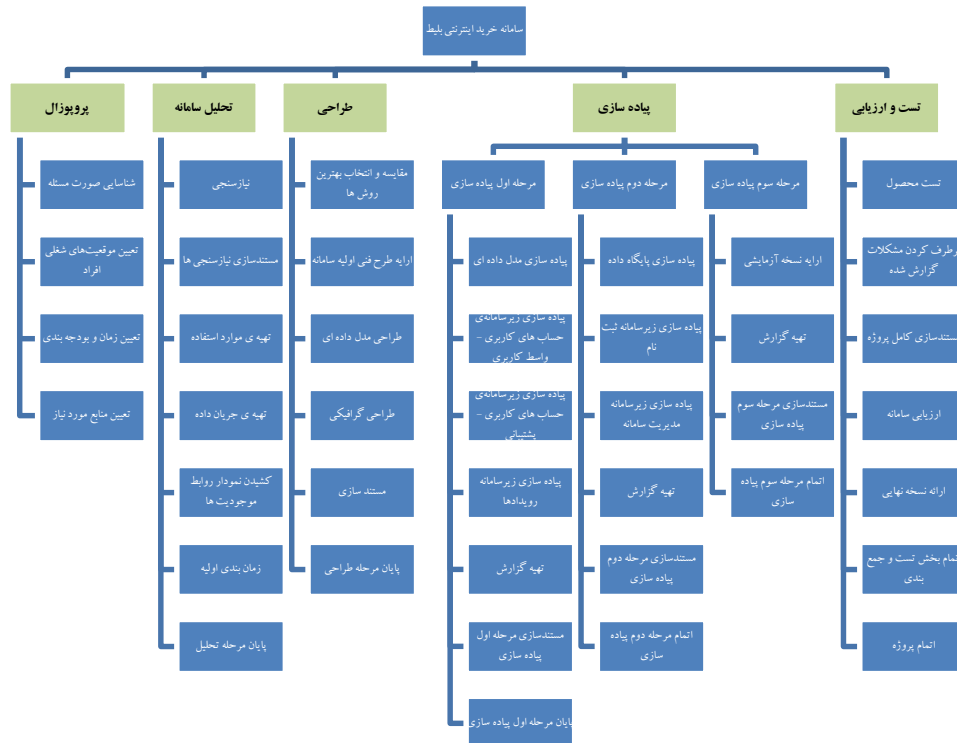 سامانه خرید اینترنتی بلیط
پروپوزال
شناسایی صورت مسئله
تعیین موقعیت‌های شغلی
افراد
تعیین زمان و بودجه بندی
تعیین منابع مورد نیاز
تحلیل سامانه
نیازسنجی
مستندسازی نیازسنجی ها
تهیه ی موارد استفاده
تهیه ی جریان داده
کشیدن نمودار روابط
موجودیت ها
زمان بندی اولیه
پایان مرحله تحلیل
طراحی
مقایسه و انتخاب بهترین
روش ها
ارایه طرح فنی اولیه سامانه
طراحی مدل داده ای
طراحی گرافیکی
مستند سازی
پایان مرحله طراحی
پیاده سازی
مرحله اول پیاده سازی
پیاده سازی مدل داده ای
پیاده سازی زیرسامانه‌ی
حساب های کاربری –
واسط کاربری
پیاده سازی زیرسامانه‌ی
حساب های کاربری –
پشتیبانی
پیاده سازی زیرسامانه
رویدادها
تهیه گزارش
مستندسازی مرحله اول
پیاده سازی
پایان مرحله اول پیاده سازی
مرحله دوم پیاده سازی
پیاده سازی پایگاه داده
پیاده سازی زیرسامانه ثبت
نام
پیاده سازی زیرسامانه
مدیریت سامانه
تهیه گزارش
مستندسازی مرحله دوم
پیاده سازی
اتمام مرحله دوم پیاده
سازی
مرحله سوم پیاده سازی
ارایه نسخه آزمایشی
تهیه گزارش
مستندسازی مرحله سوم
پیاده سازی
اتمام مرحله سوم پیاده
سازی
تست و ارزیابی
تست محصول
برطرف کردن مشکلات
گزارش شده
مستندسازی کامل پروژه
ارزیابی سامانه
ارائه نسخه نهایی
اتمام بخش تست و جمع
بندی
اتمام پروژه